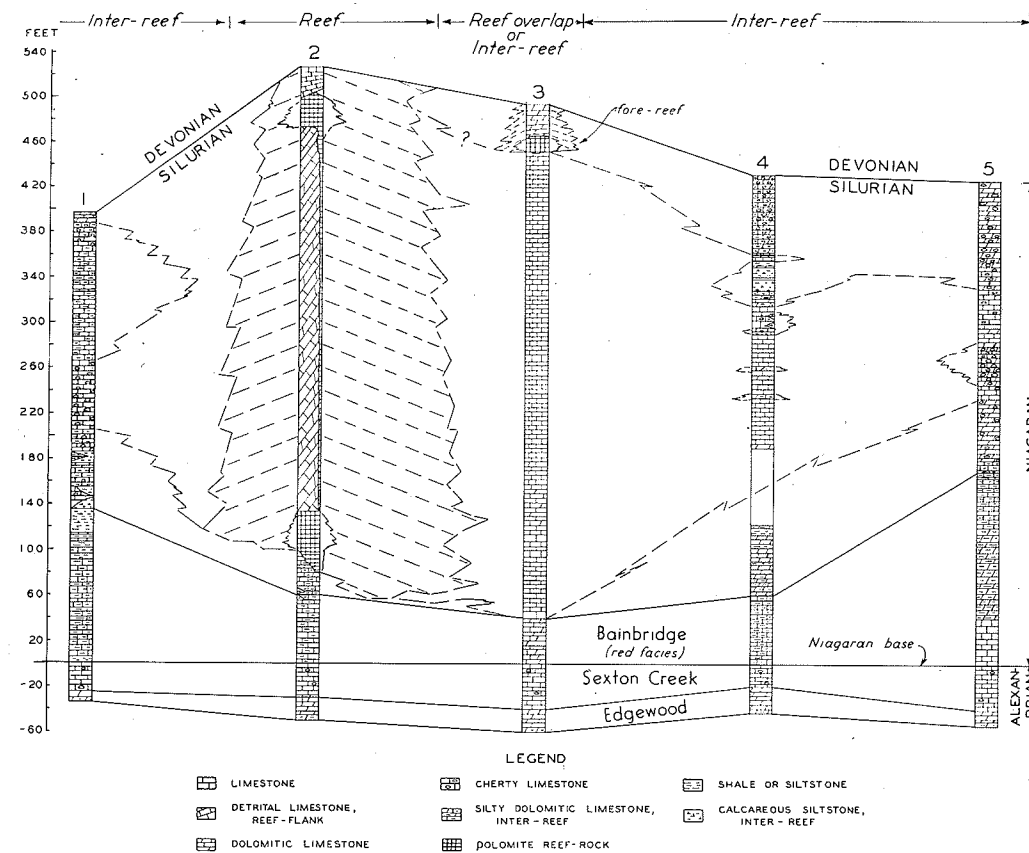 Inter-reef
Reef
Reef overlap
or
Inter-reef
Inter-reef
FEET
540
500
460
420
380
340
300
260
220
180
140
100
60
20
-20
-60
1
2
3
4
5
DEVONIAN
SILURIAN
?
fore-reef
DEVONIAN
SILURIAN
NIAGARAN
Bainbridge
(red facies)
Niagaran base
Sexton Creek
Edgewood
ALEXAN-
DRIAN
LEGEND
LIMESTONE
DETRITAL LIMESTONE,
REEF-FLANK
DOLOMITIC LIMESTONE
CHERTY LIMESTONE
SILTY DOLOMITIC LIMESTONE,
INTER-REEF
DOLOMITE REEF-ROCK
SHALE OR SILTSTONE
CALCAREOUS SILTSTONE,
INTER-REEF